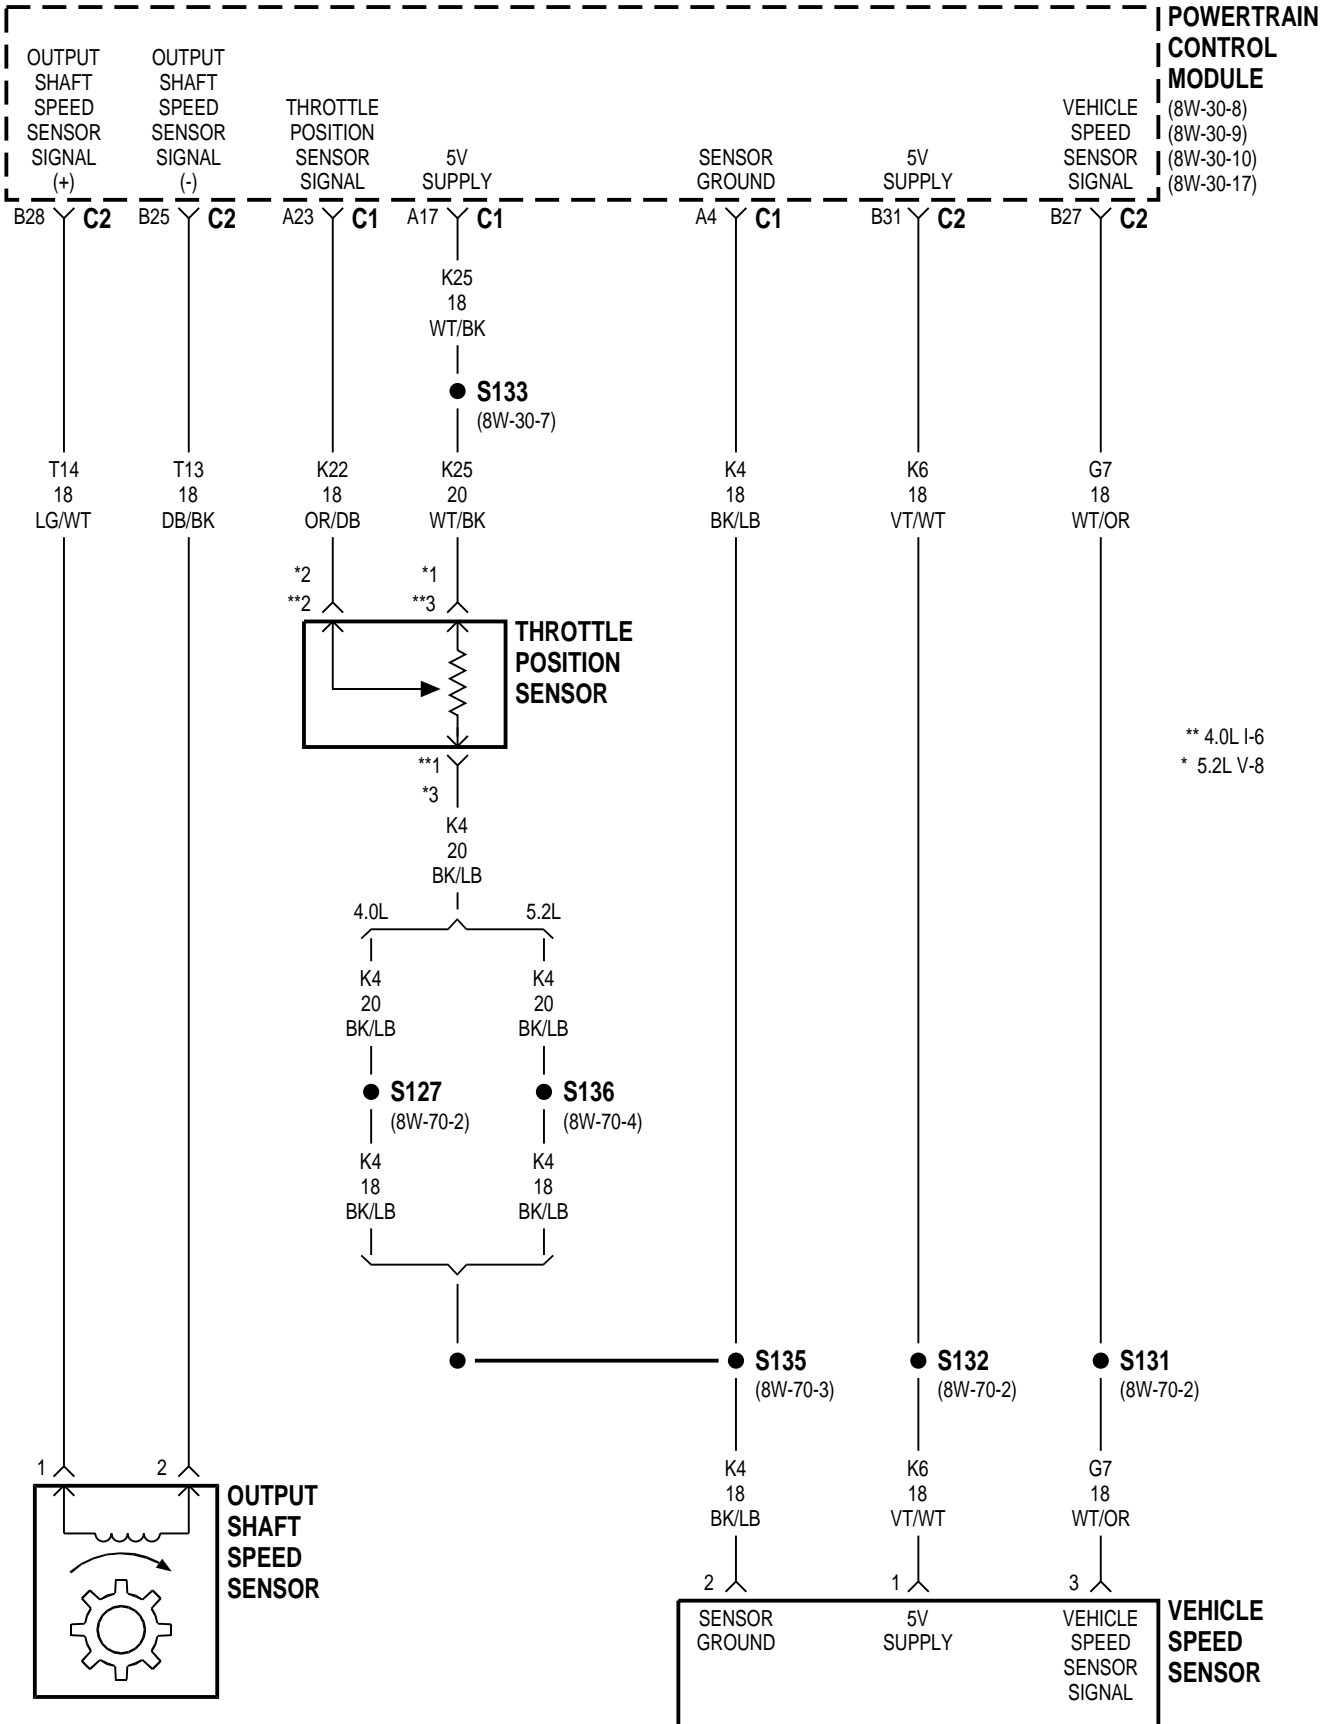 POWERTRAIN
CONTROL
MODULE
(8W-30-8)
(8W-30-9)
(8W-30-10)
(8W-30-17)
OUTPUT
SHAFT
SPEED
SENSOR
SIGNAL
(+)
OUTPUT
SHAFT
SPEED
SENSOR
SIGNAL
(-)
THROTTLE
POSITION
SENSOR
SIGNAL
5V
SUPPLY
SENSOR
GROUND
5V
SUPPLY
VEHICLE
SPEED
SENSOR
SIGNAL
B28 C2
B25 C2
A23 C1
A17 C1
A4 C1
B31 C2
B27 C2
K25
18
WT/BK
S133
(8W-30-7)
T14
18
LG/WT
T13
18
DB/BK
K22
18
OR/DB
K25
20
WT/BK
K4
18
BK/LB
K6
18
VT/WT
G7
18
WT/OR
*2
**2
*1
**3
THROTTLE
POSITION
SENSOR
** 4.0L I-6
* 5.2L V-8
**1
*3
K4
20
BK/LB
4.0L
5.2L
K4
20
BK/LB
K4
20
BK/LB
S127
(8W-70-2)
S136
(8W-70-4)
K4
18
BK/LB
K4
18
BK/LB
S135
(8W-70-3)
S132
(8W-70-2)
S131
(8W-70-2)
1
2
OUTPUT
SHAFT
SPEED
SENSOR
K4
18
BK/LB
K6
18
VT/WT
G7
18
WT/OR
2
1
3
SENSOR
GROUND
5V
SUPPLY
VEHICLE
SPEED
SENSOR
SIGNAL
VEHICLE
SPEED
SENSOR